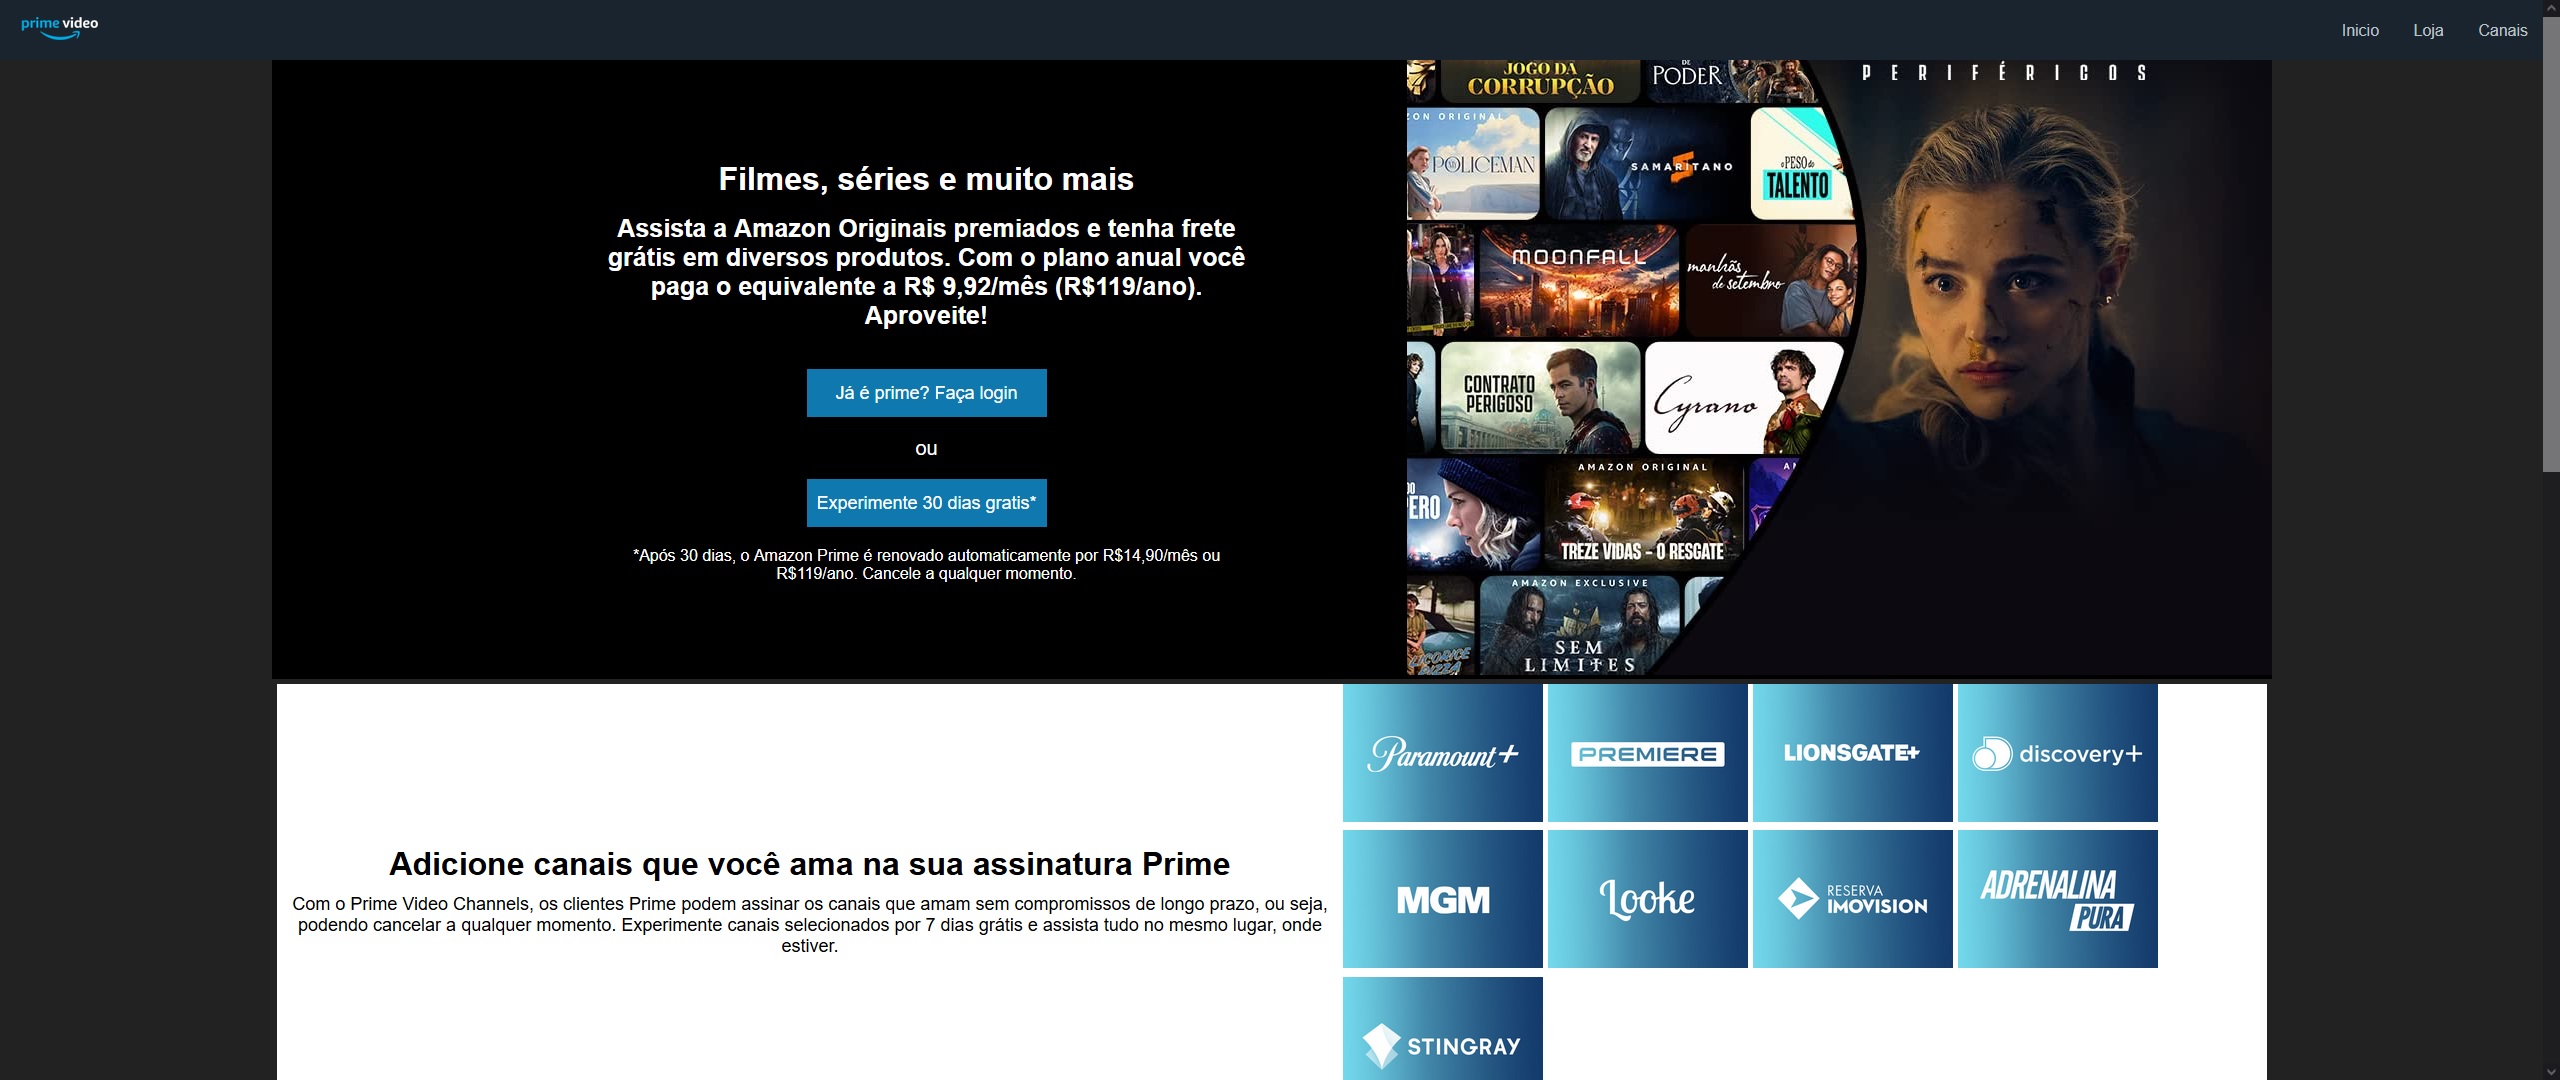 prime video
Inicio Loja Canais
Filmes, séries e muito mais
Assista a Amazon Originais premiados e tenha frete
grátis em diversos produtos. Com o plano anual você
paga o equivalente a R$ 9,92/mês (R$119/ano).
Aproveite!
Já é prime? Faça login
ou
Experimente 30 dias gratis*
*Após 30 dias, o Amazon Prime é renovado automaticamente por R$14,90/mês ou
R$119/ano. Cancele a qualquer momento.
JOGO DA
CORRUPÇÃO
DE
PODER
PERIFÉRICOS
ORIGINAL
POLICEMAN
SAMARITANO
O PESO do
TALENTO
MOONFALL
manhãs
de setembro
CONTRATO
PERIGOSO
Cyrano
AMAZON ORIGINAL
TREZE VIDAS - O RESGATE
AMAZON EXCLUSIVE
SEM
LIMITES
LICORICE
PIZZA
Adicione canais que você ama na sua assinatura Prime
Com o Prime Video Channels, os clientes Prime podem assinar os canais que amam sem compromissos de longo prazo, ou seja,
podendo cancelar a qualquer momento. Experimente canais selecionados por 7 dias grátis e assista tudo no mesmo lugar, onde
estiver.
Paramount+
PREMIERE
LIONSGATE+
discovery+
MGM
Looke
RESERVA
IMOVISION
ADRENALINA
PURA
STINGRAY